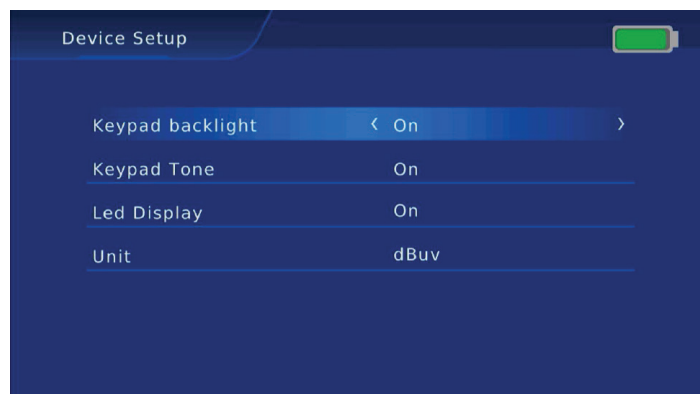 Device Setup
Keypad backlight < On >
Keypad Tone On
Led Display On
Unit dBuv